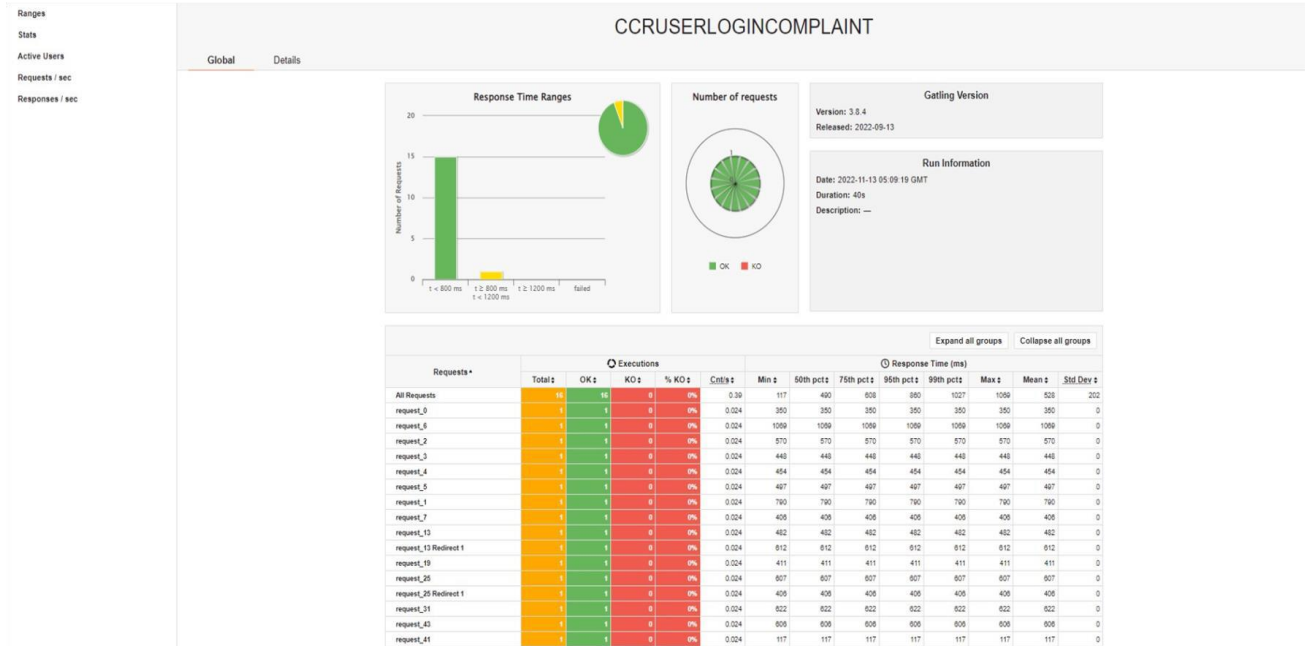 Ranges
Stats
Active Users
Requests / sec
Responses / sec
CCRUSERLOGINCOMPLAINT
Global Details
Response Time Ranges
20
15
10
5
0
Number of Requests
t < 800 ms t ≥ 800 ms t ≥ 1200 ms failed
t < 1200 ms
Number of requests
1
OK KO
Gatling Version
Version: 3.8.4
Released: 2022-09-13
Run Information
Date: 2022-11-13 05:09:19 GMT
Duration: 40s
Description: —
Expand all groups Collapse all groups
Requests Executions Response Time (ms)
Total OK KO % KO Cnt/s Min 50th pct 75th pct 95th pct 99th pct Max Mean Std Dev
All Requests 16 16 0 0% 0.39 117 490 608 860 1027 1069 528 202
request_0 1 1 0 0% 0.024 350 350 350 350 350 350 350 0
request_6 1 1 0 0% 0.024 1069 1069 1069 1069 1069 1069 1069 0
request_2 1 1 0 0% 0.024 570 570 570 570 570 570 570 0
request_3 1 1 0 0% 0.024 448 448 448 448 448 448 448 0
request_4 1 1 0 0% 0.024 454 454 454 454 454 454 454 0
request_5 1 1 0 0% 0.024 497 497 497 497 497 497 497 0
request_1 1 1 0 0% 0.024 790 790 790 790 790 790 790 0
request_7 1 1 0 0% 0.024 406 406 406 406 406 406 406 0
request_13 1 1 0 0% 0.024 482 482 482 482 482 482 482 0
request_13 Redirect 1 1 1 0 0% 0.024 612 612 612 612 612 612 612 0
request_19 1 1 0 0% 0.024 411 411 411 411 411 411 411 0
request_25 1 1 0 0% 0.024 607 607 607 607 607 607 607 0
request_25 Redirect 1 1 1 0 0% 0.024 406 406 406 406 406 406 406 0
request_31 1 1 0 0% 0.024 622 622 622 622 622 622 622 0
request_43 1 1 0 0% 0.024 606 606 606 606 606 606 606 0
request_41 1 1 0 0% 0.024 117 117 117 117 117 117 117 0